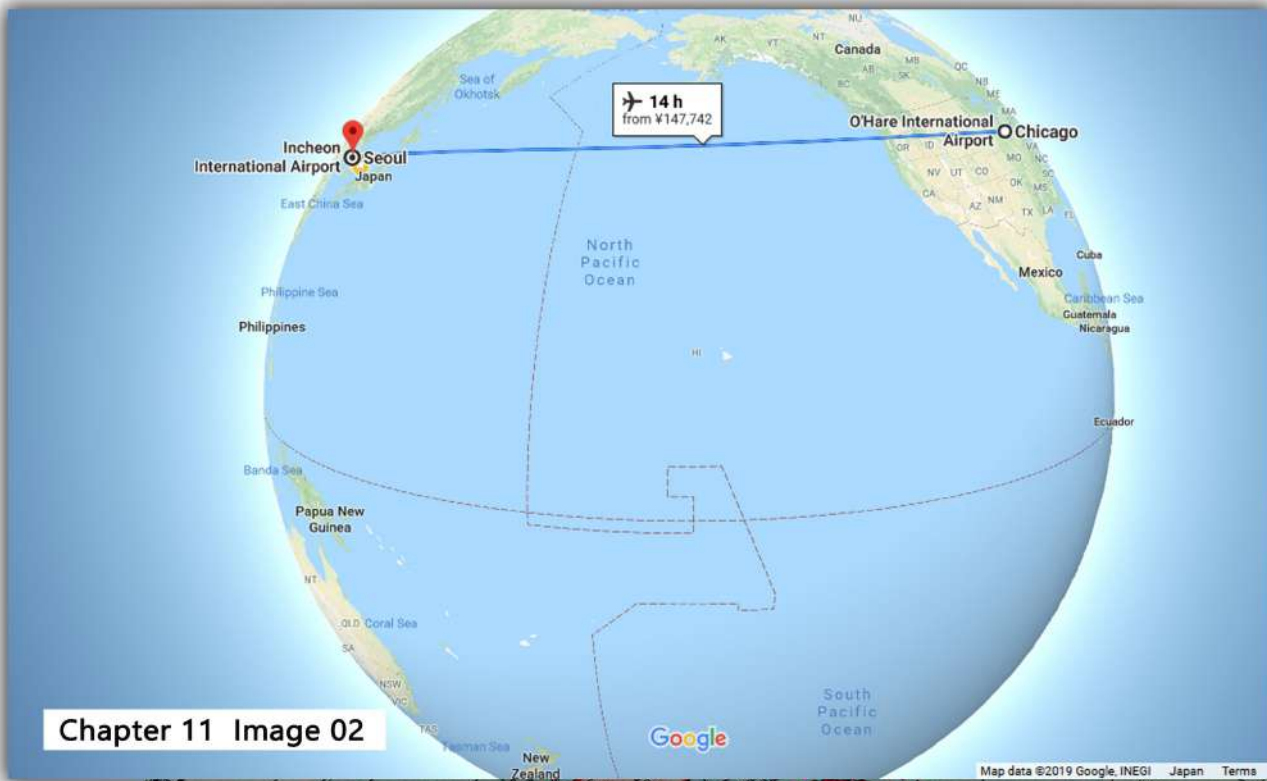 NU
AK
YT
NT
Canada
Sea of
Okhotsk
BC
AB
SK
MB
QC
NB
ME
14 h
from ¥147,742
MA
O'Hare International
Airport
Chicago
Incheon
International Airport
Seoul
Japan
OR
ID
VA
MO
NC
NV
UT
CO
SC
OK
MS
CA
AZ
NM
TX
LA
FL
East China Sea
North
Pacific
Ocean
Cuba
Mexico
Philippine Sea
Caribbean Sea
Guatemala
Nicaragua
Philippines
HI
Ecuador
Banda Sea
Papua New
Guinea
NT
QLD
Coral Sea
SA
NSW
VIC
TAS
South
Pacific
Ocean
Chapter 11 Image 02
Google
Tasman Sea
New
Zealand
Map data ©2019 Google, INEGI Japan Terms